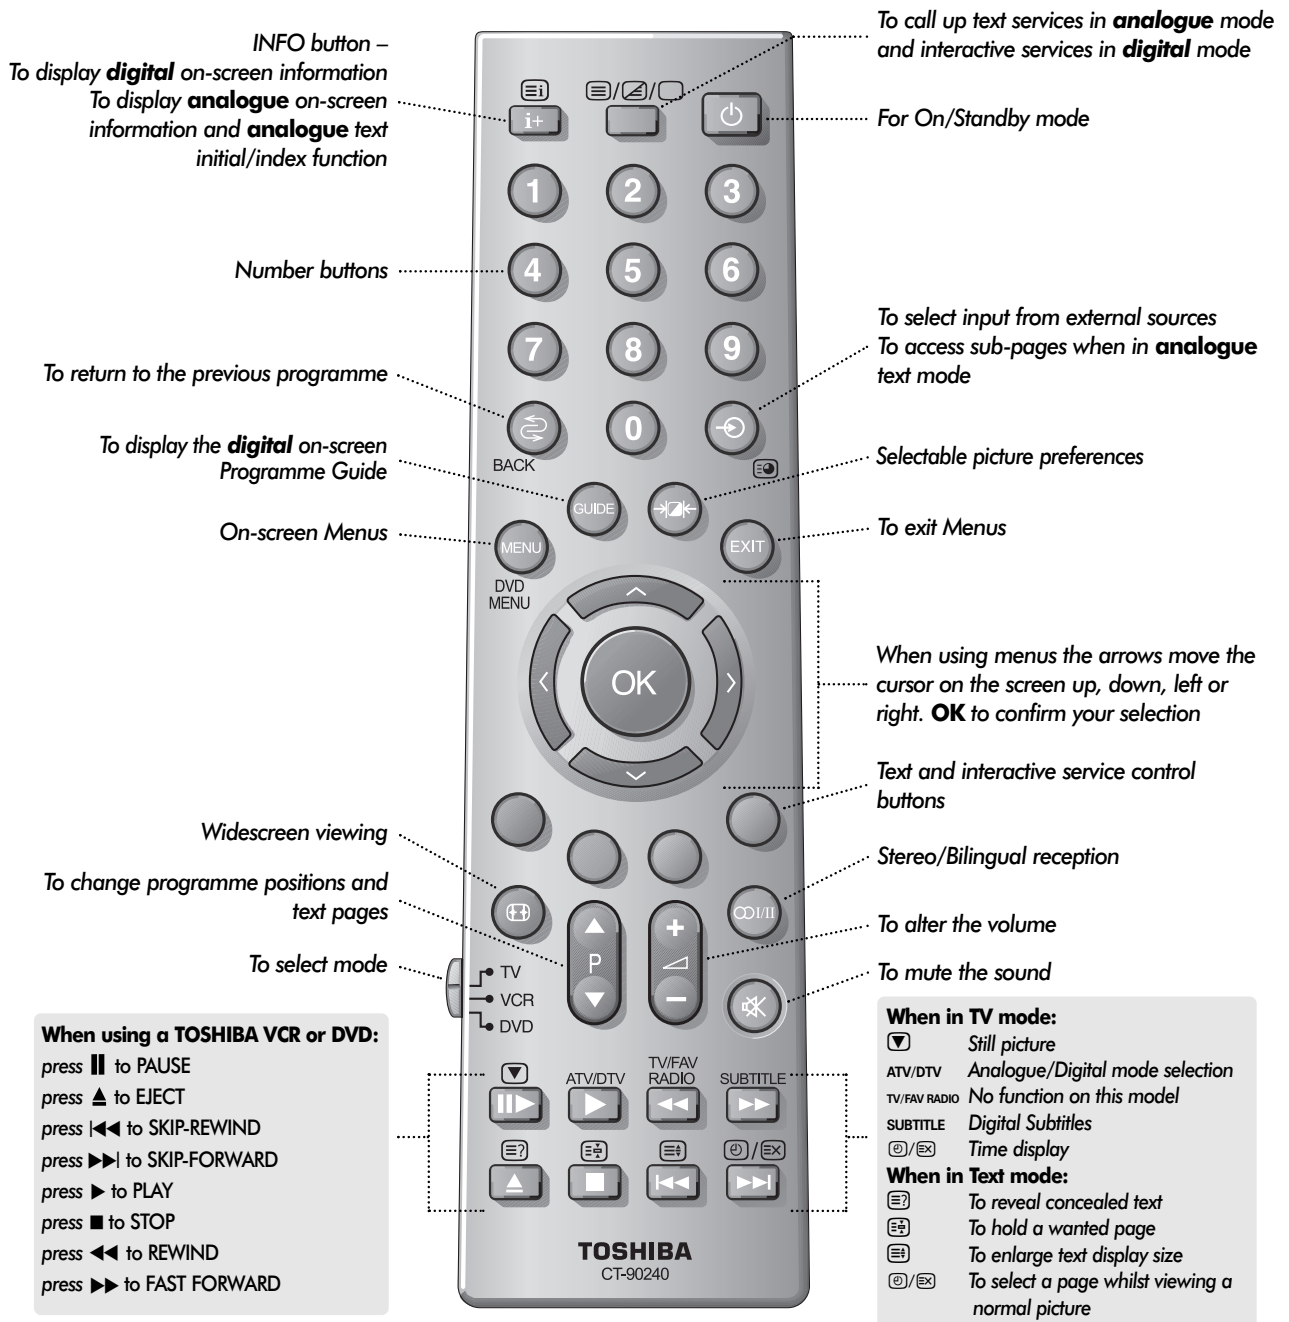 INFO button –
To display digital on-screen information
To display analogue on-screen
information and analogue text
initial/index function
To call up text services in analogue mode
and interactive services in digital mode
i+
For On/Standby mode
1 2 3
Number buttons
4 5 6
To select input from external sources
To access sub-pages when in analogue
text mode
7 8 9
To return to the previous programme
0
BACK
To display the digital on-screen
Programme Guide
Selectable picture preferences
GUIDE
On-screen Menus
MENU
EXIT
To exit Menus
DVD
MENU
OK
When using menus the arrows move the
cursor on the screen up, down, left or
right. OK to confirm your selection
Text and interactive service control
buttons
Widescreen viewing
Stereo/Bilingual reception
I/II
To change programme positions and
text pages
P
+
−
To alter the volume
To select mode
TV
VCR
DVD
To mute the sound
When using a TOSHIBA VCR or DVD:
press ⏸ to PAUSE
press ⏏ to EJECT
press |◀◀ to SKIP-REWIND
press ▶▶| to SKIP-FORWARD
press ▶ to PLAY
press ■ to STOP
press ◀◀ to REWIND
press ▶▶ to FAST FORWARD
ATV/DTV
TV/FAV
RADIO
SUBTITLE
TOSHIBA
CT-90240
When in TV mode:
Still picture
ATV/DTV Analogue/Digital mode selection
TV/FAV RADIO No function on this model
SUBTITLE Digital Subtitles
Time display
When in Text mode:
To reveal concealed text
To hold a wanted page
To enlarge text display size
To select a page whilst viewing a
normal picture